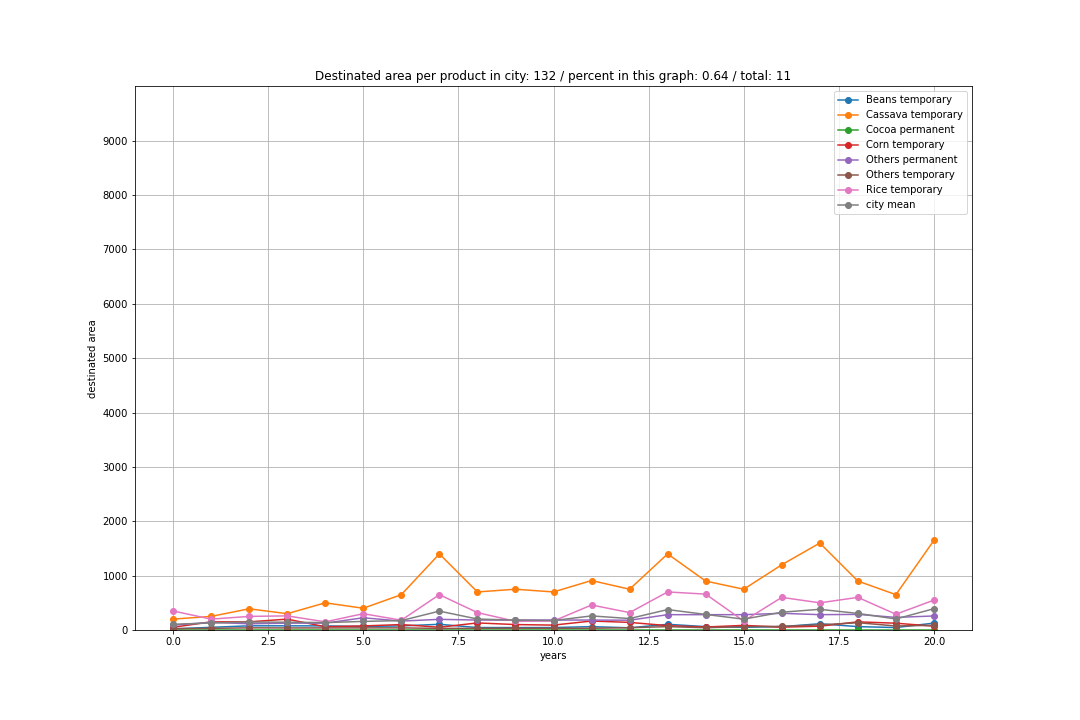 Destinated area per product in city: 132 / percent in this graph: 0.64 / total: 11
Beans temporary
Cassava temporary
Cocoa permanent
Corn temporary
Others permanent
Others temporary
Rice temporary
city mean
9000
8000
7000
6000
5000
4000
3000
2000
1000
0
destinated area
0.0 2.5 5.0 7.5 10.0 12.5 15.0 17.5 20.0
years